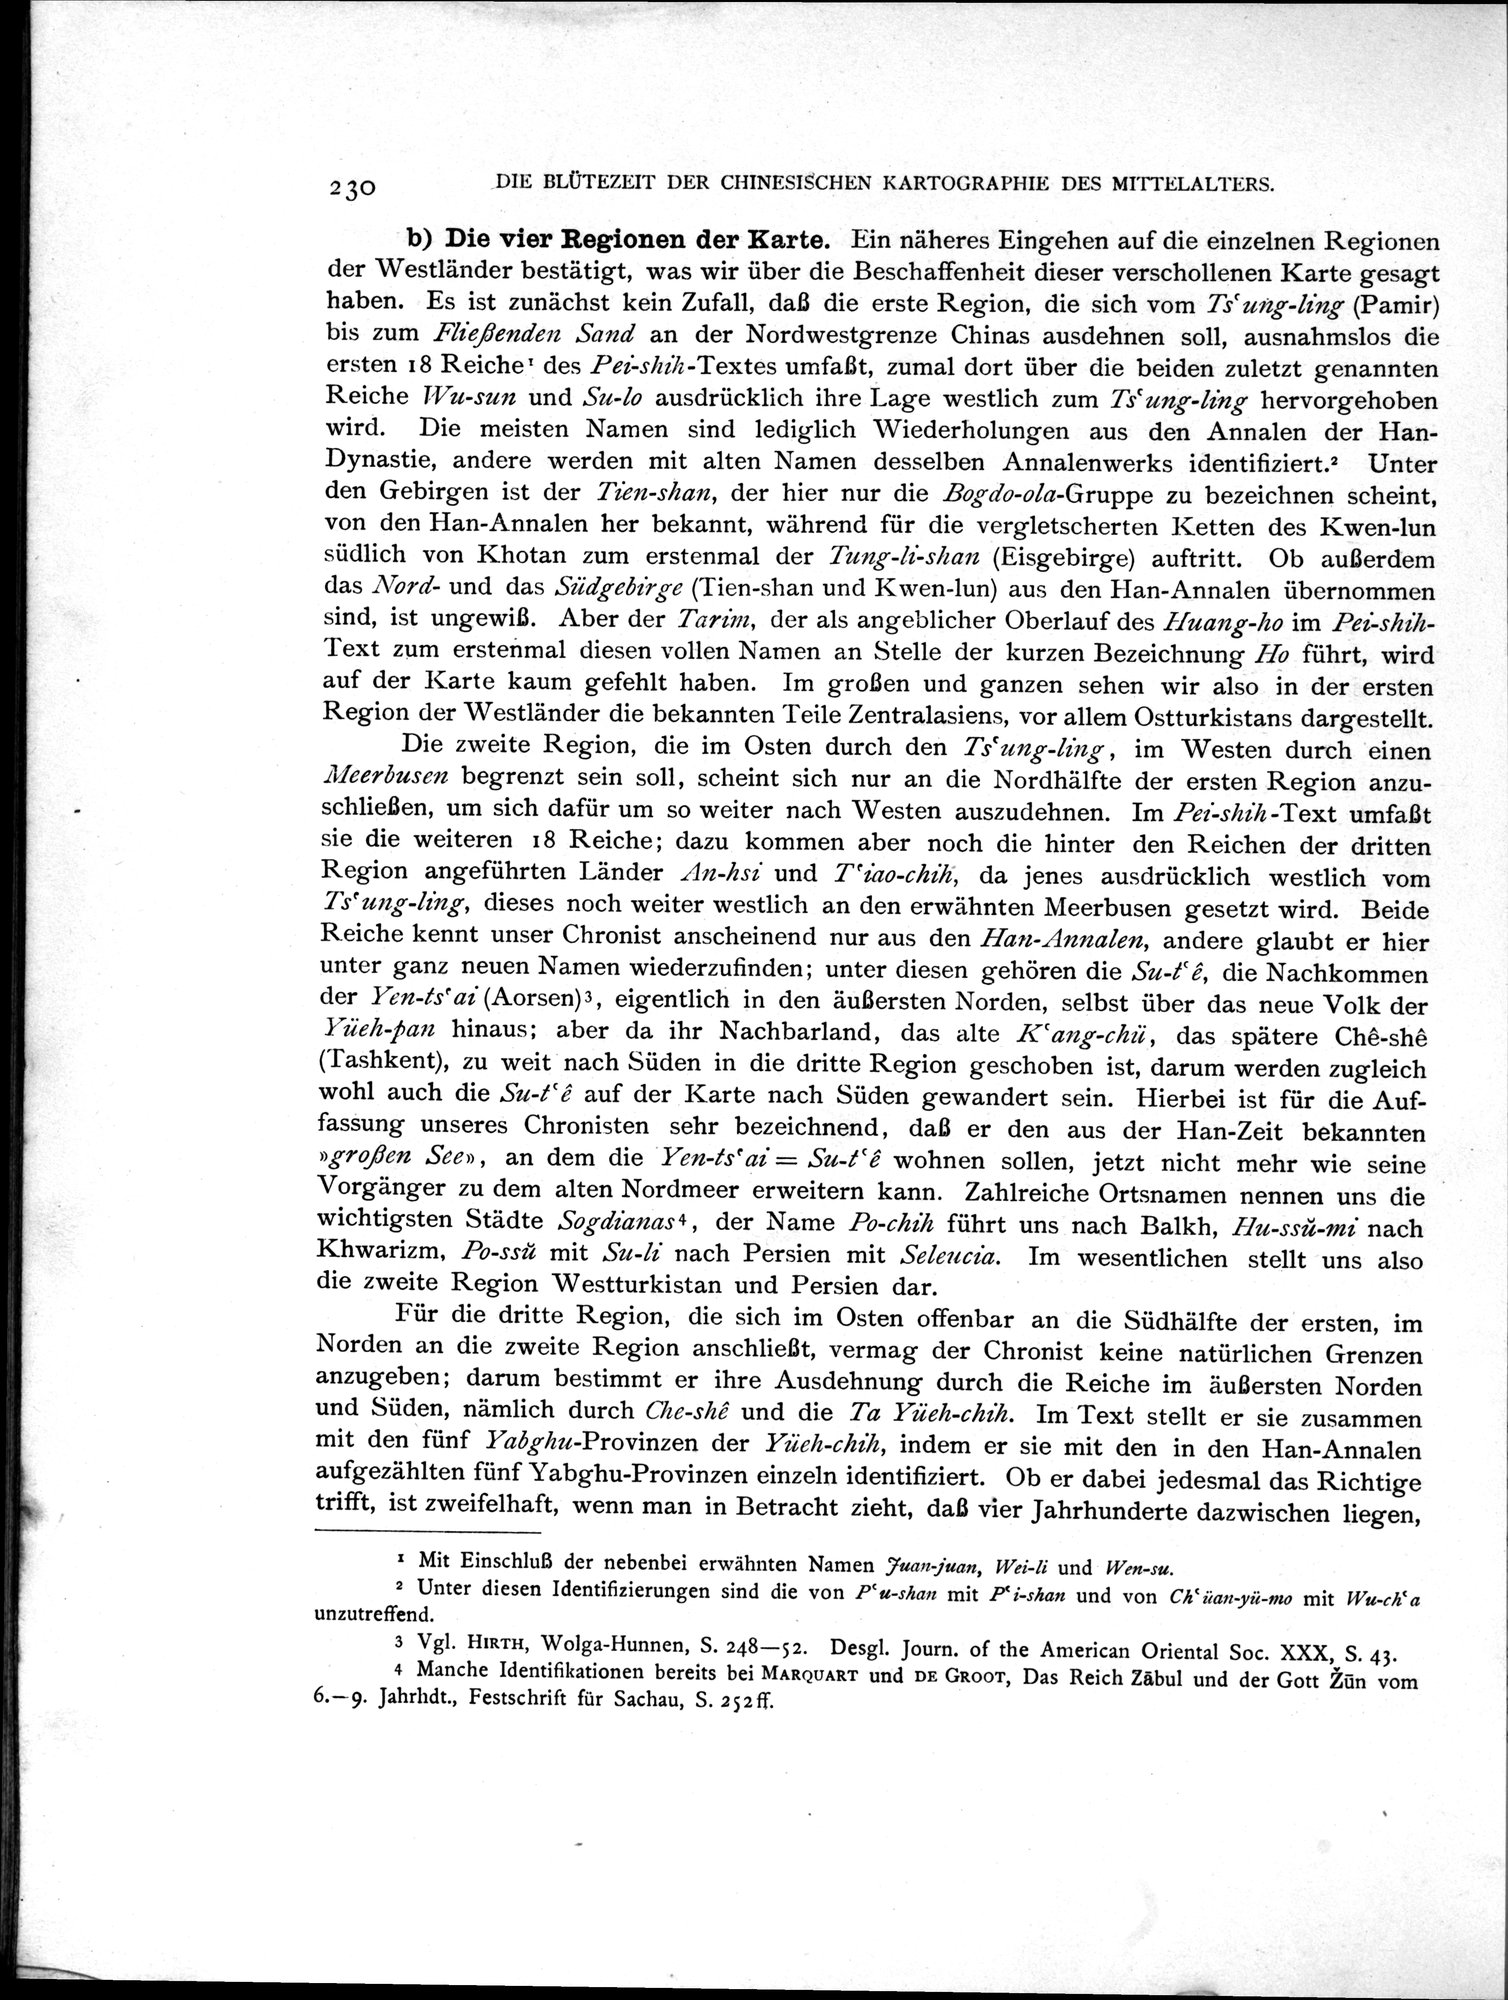 230 DIE BLÜTEZEIT DER CHINESISCHEN KARTOGRAPHIE DES MITTELALTERS.
b) Die vier Regionen der Karte. Ein näheres Eingehen auf die einzelnen Regionen
der Westländer bestätigt, was wir über die Beschaffenheit dieser verschollenen Karte gesagt
haben. Es ist zunächst kein Zufall, daß die erste Region, die sich vom Tsʿung-ling (Pamir)
bis zum Fließenden Sand an der Nordwestgrenze Chinas ausdehnen soll, ausnahmslos die
ersten 18 Reiche¹ des Pei-shih-Textes umfaßt, zumal dort über die beiden zuletzt genannten
Reiche Wu-sun und Su-lo ausdrücklich ihre Lage westlich zum Tsʿung-ling hervorgehoben
wird. Die meisten Namen sind lediglich Wiederholungen aus den Annalen der Han-
Dynastie, andere werden mit alten Namen desselben Annalenwerks identifiziert.² Unter
den Gebirgen ist der Tien-shan, der hier nur die Bogdo-ola-Gruppe zu bezeichnen scheint,
von den Han-Annalen her bekannt, während für die vergletscherten Ketten des Kwen-lun
südlich von Khotan zum erstenmal der Tung-li-shan (Eisgebirge) auftritt. Ob außerdem
das Nord- und das Südgebirge (Tien-shan und Kwen-lun) aus den Han-Annalen übernommen
sind, ist ungewiß. Aber der Tarim, der als angeblicher Oberlauf des Huang-ho im Pei-shih-
Text zum erstenmal diesen vollen Namen an Stelle der kurzen Bezeichnung Ho führt, wird
auf der Karte kaum gefehlt haben. Im großen und ganzen sehen wir also in der ersten
Region der Westländer die bekannten Teile Zentralasiens, vor allem Ostturkistans dargestellt.
Die zweite Region, die im Osten durch den Tsʿung-ling, im Westen durch einen
Meerbusen begrenzt sein soll, scheint sich nur an die Nordhälfte der ersten Region anzu-
schließen, um sich dafür um so weiter nach Westen auszudehnen. Im Pei-shih-Text umfaßt
sie die weiteren 18 Reiche; dazu kommen aber noch die hinter den Reichen der dritten
Region angeführten Länder An-hsi und Tʿiao-chih, da jenes ausdrücklich westlich vom
Tsʿung-ling, dieses noch weiter westlich an den erwähnten Meerbusen gesetzt wird. Beide
Reiche kennt unser Chronist anscheinend nur aus den Han-Annalen, andere glaubt er hier
unter ganz neuen Namen wiederzufinden; unter diesen gehören die Su-tʿê, die Nachkommen
der Yen-tsʿai (Aorsen)³, eigentlich in den äußersten Norden, selbst über das neue Volk der
Yüeh-pan hinaus; aber da ihr Nachbarland, das alte Kʿang-chü, das spätere Chê-shê
(Tashkent), zu weit nach Süden in die dritte Region geschoben ist, darum werden zugleich
wohl auch die Su-tʿê auf der Karte nach Süden gewandert sein. Hierbei ist für die Auf-
fassung unseres Chronisten sehr bezeichnend, daß er den aus der Han-Zeit bekannten
»großen See», an dem die Yen-tsʿai = Su-tʿê wohnen sollen, jetzt nicht mehr wie seine
Vorgänger zu dem alten Nordmeer erweitern kann. Zahlreiche Ortsnamen nennen uns die
wichtigsten Städte Sogdianas⁴, der Name Po-chih führt uns nach Balkh, Hu-ssŭ-mi nach
Khwarizm, Po-ssŭ mit Su-li nach Persien mit Seleucia. Im wesentlichen stellt uns also
die zweite Region Westturkistan und Persien dar.
Für die dritte Region, die sich im Osten offenbar an die Südhälfte der ersten, im
Norden an die zweite Region anschließt, vermag der Chronist keine natürlichen Grenzen
anzugeben; darum bestimmt er ihre Ausdehnung durch die Reiche im äußersten Norden
und Süden, nämlich durch Che-shê und die Ta Yüeh-chih. Im Text stellt er sie zusammen
mit den fünf Yabghu-Provinzen der Yüeh-chih, indem er sie mit den in den Han-Annalen
aufgezählten fünf Yabghu-Provinzen einzeln identifiziert. Ob er dabei jedesmal das Richtige
trifft, ist zweifelhaft, wenn man in Betracht zieht, daß vier Jahrhunderte dazwischen liegen,
¹ Mit Einschluß der nebenbei erwähnten Namen Juan-juan, Wei-li und Wen-su.
² Unter diesen Identifizierungen sind die von Pʿu-shan mit Pʿi-shan und von Chʿüan-yü-mo mit Wu-chʿa
unzutreffend.
³ Vgl. HIRTH, Wolga-Hunnen, S. 248—52. Desgl. Journ. of the American Oriental Soc. XXX, S. 43.
⁴ Manche Identifikationen bereits bei MARQUART und DE GROOT, Das Reich Zābul und der Gott Žūn vom
6.—9. Jahrhdt., Festschrift für Sachau, S. 252 ff.